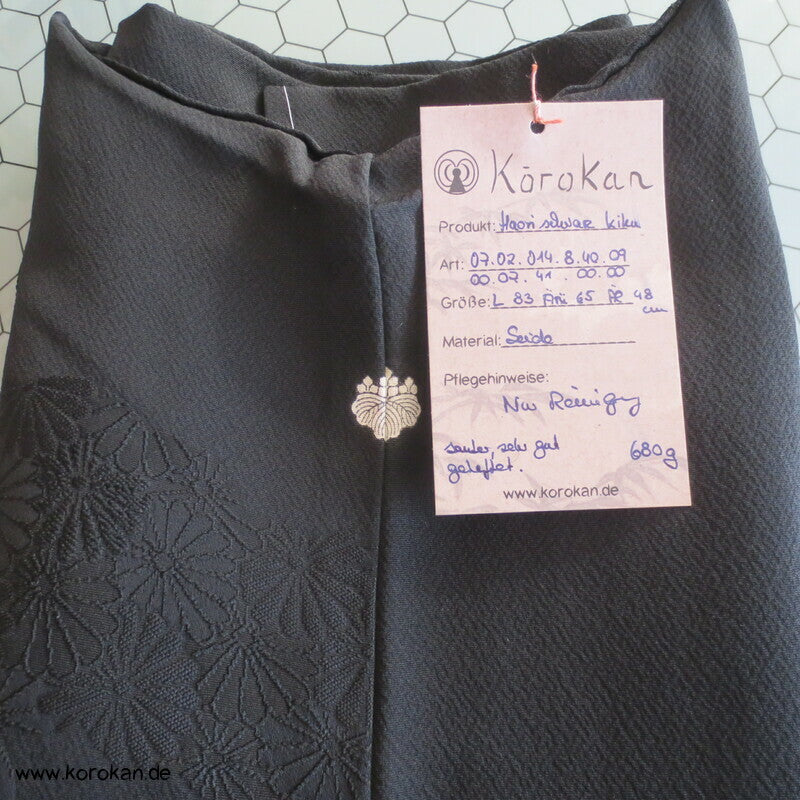 Kōrokan
Produkt: Haori schwarz kiku
Art: 07.02.014.8.40.09
00.07.41.00.00
Größe: L 83 Ärm 65 ÄL 48
cm
Material: Seide
Pflegehinweise:
Nur Reinigung
sauber, sehr gut
geheftet.
680g
www.korokan.de
www.korokan.de